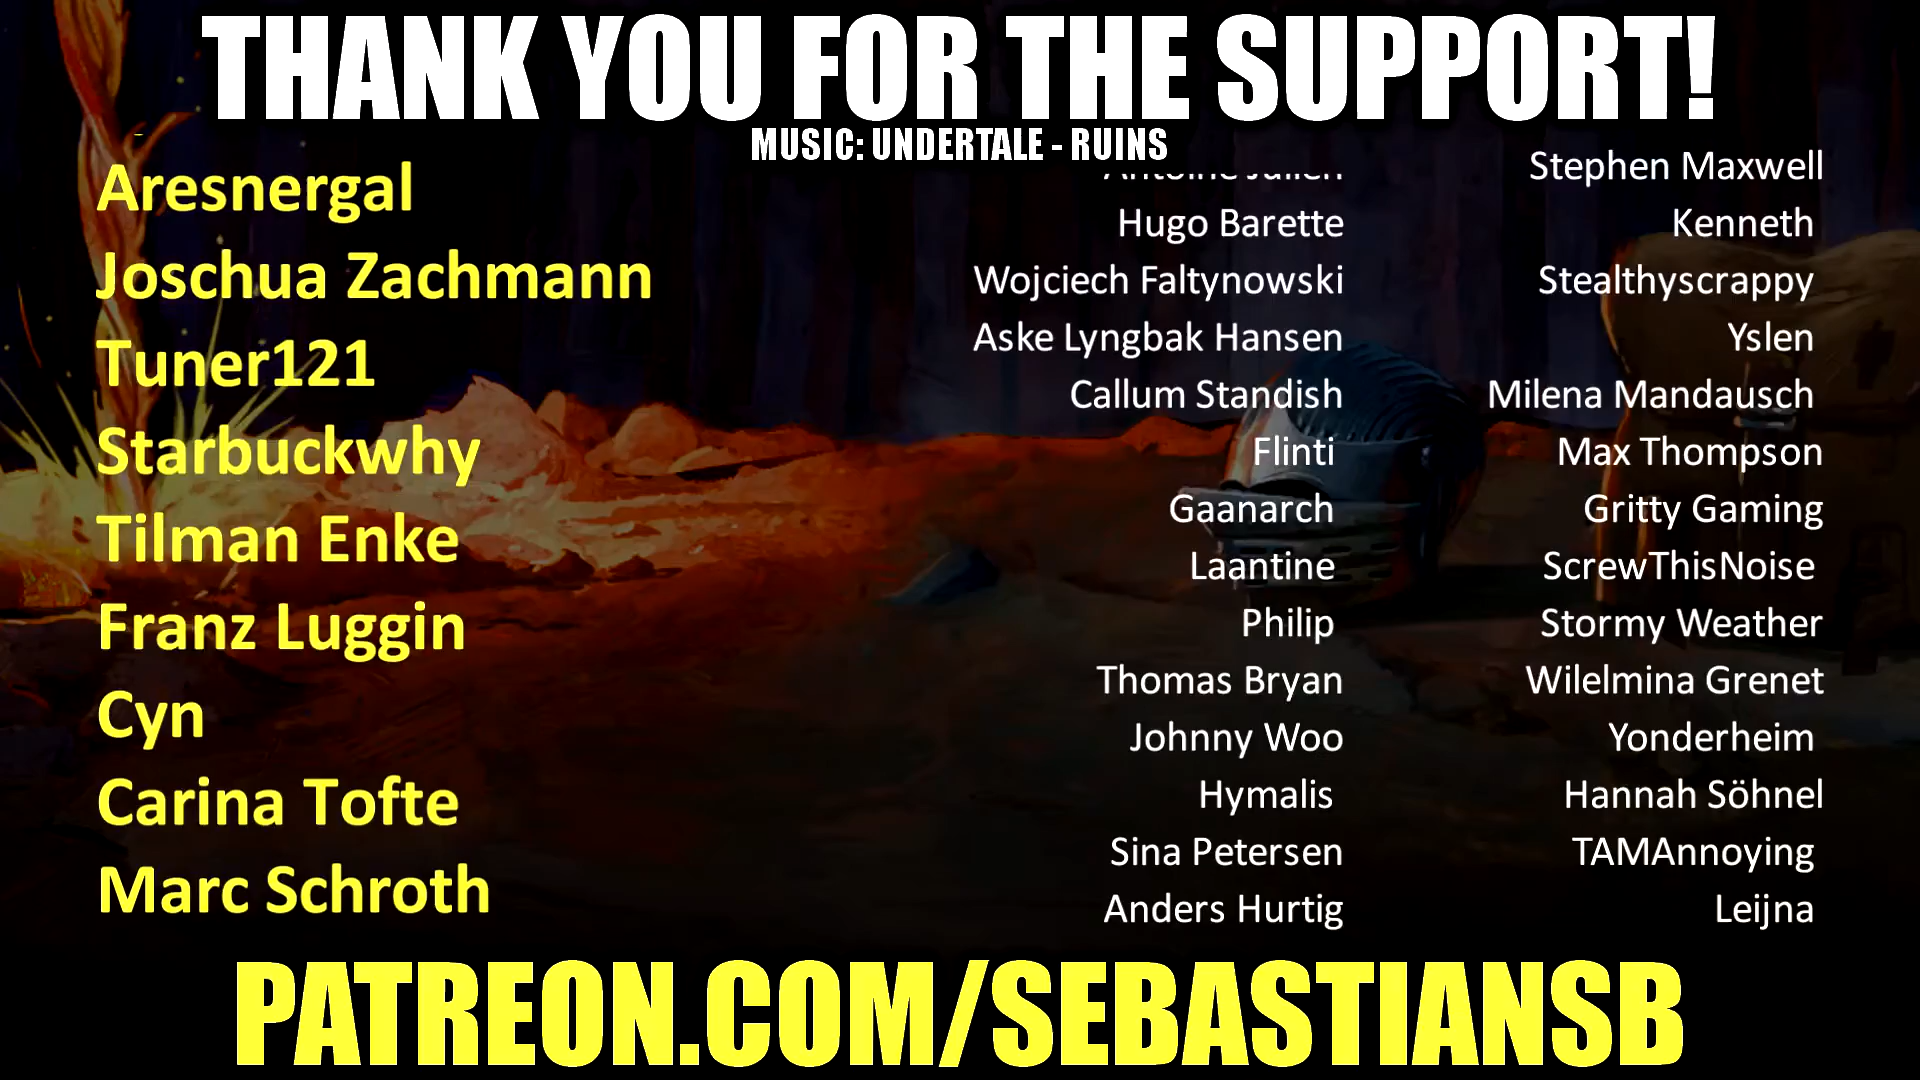 THANK YOU FOR THE SUPPORT!
MUSIC: UNDERTALE - RUINS
Aresnergal
Joschua Zachmann
Tuner121
Starbuckwhy
Tilman Enke
Franz Luggin
Cyn
Carina Tofte
Marc Schroth
Hugo Barette
Wojciech Faltynowski
Aske Lyngbak Hansen
Callum Standish
Flinti
Gaanarch
Laantine
Philip
Thomas Bryan
Johnny Woo
Hymalis
Sina Petersen
Anders Hurtig
Stephen Maxwell
Kenneth
Stealthyscrappy
Yslen
Milena Mandausch
Max Thompson
Gritty Gaming
ScrewThisNoise
Stormy Weather
Wilelmina Grenet
Yonderheim
Hannah Söhnel
TAMAnnoying
Leijna
PATREON.COM/SEBASTIANSB